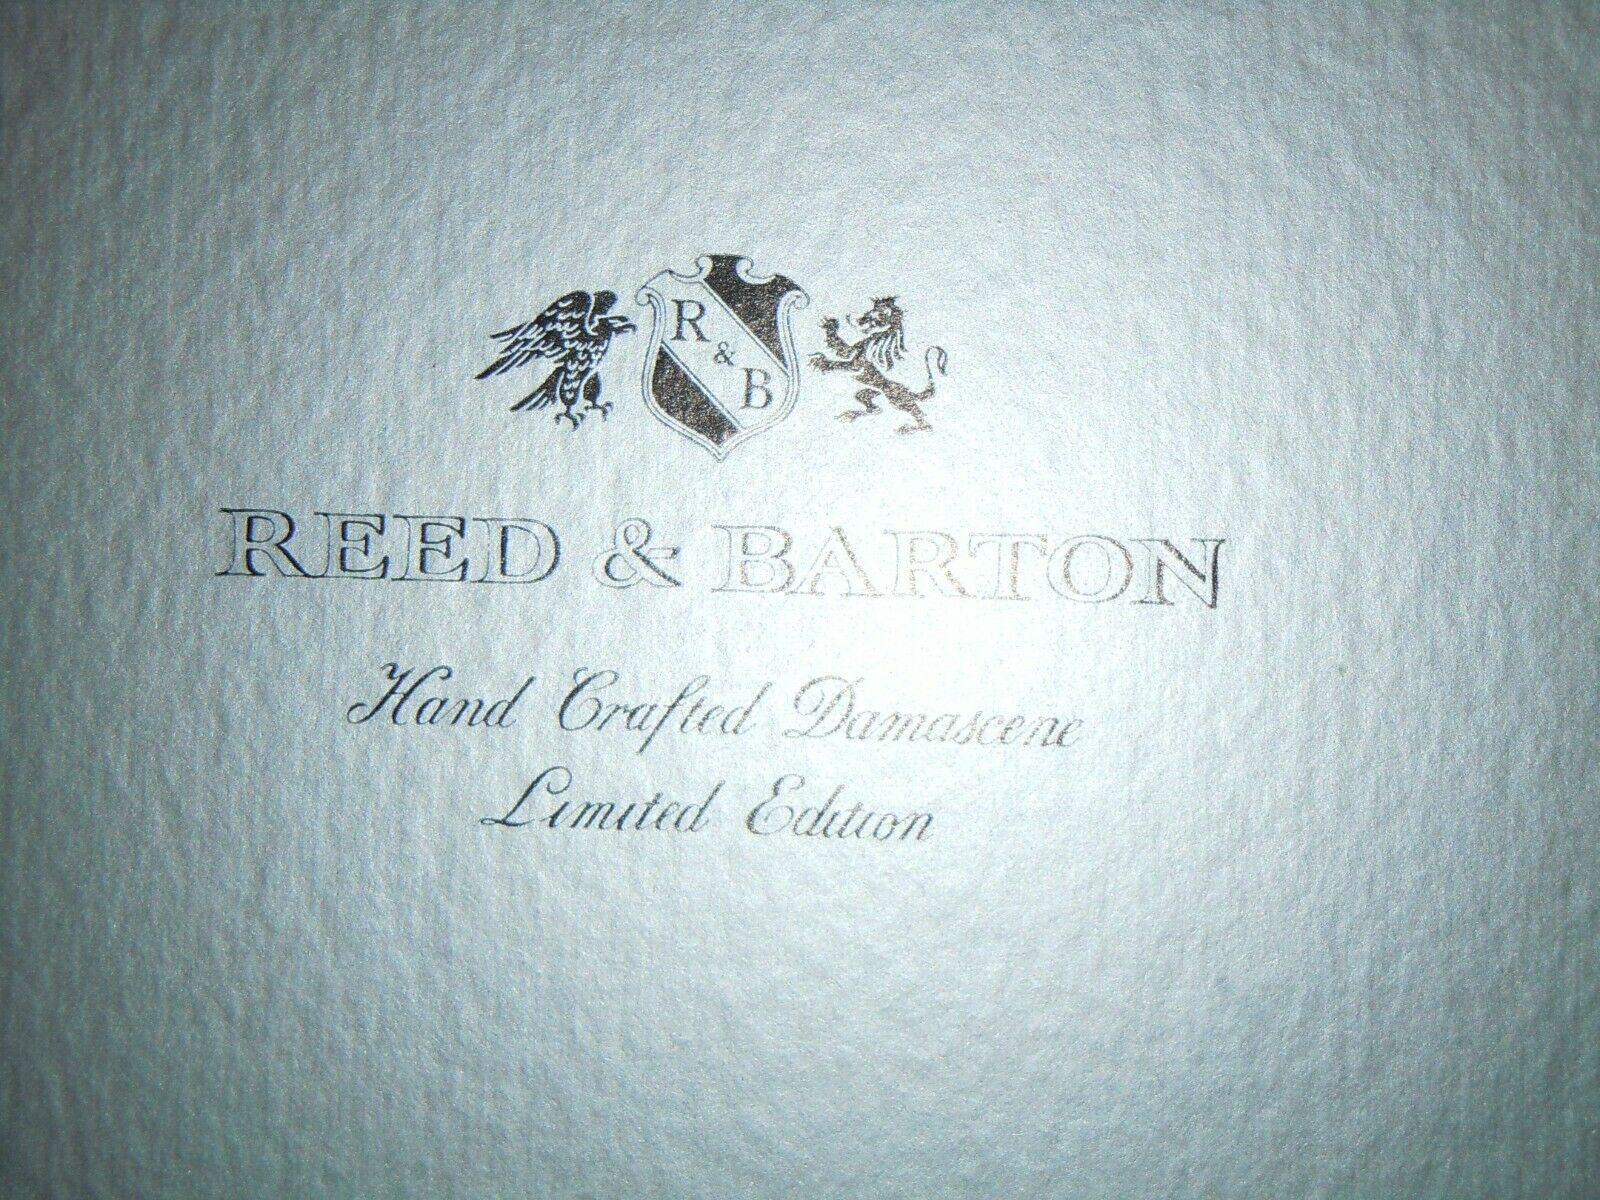 R & B
REED & BARTON
Hand Crafted Damascene
Limited Edition